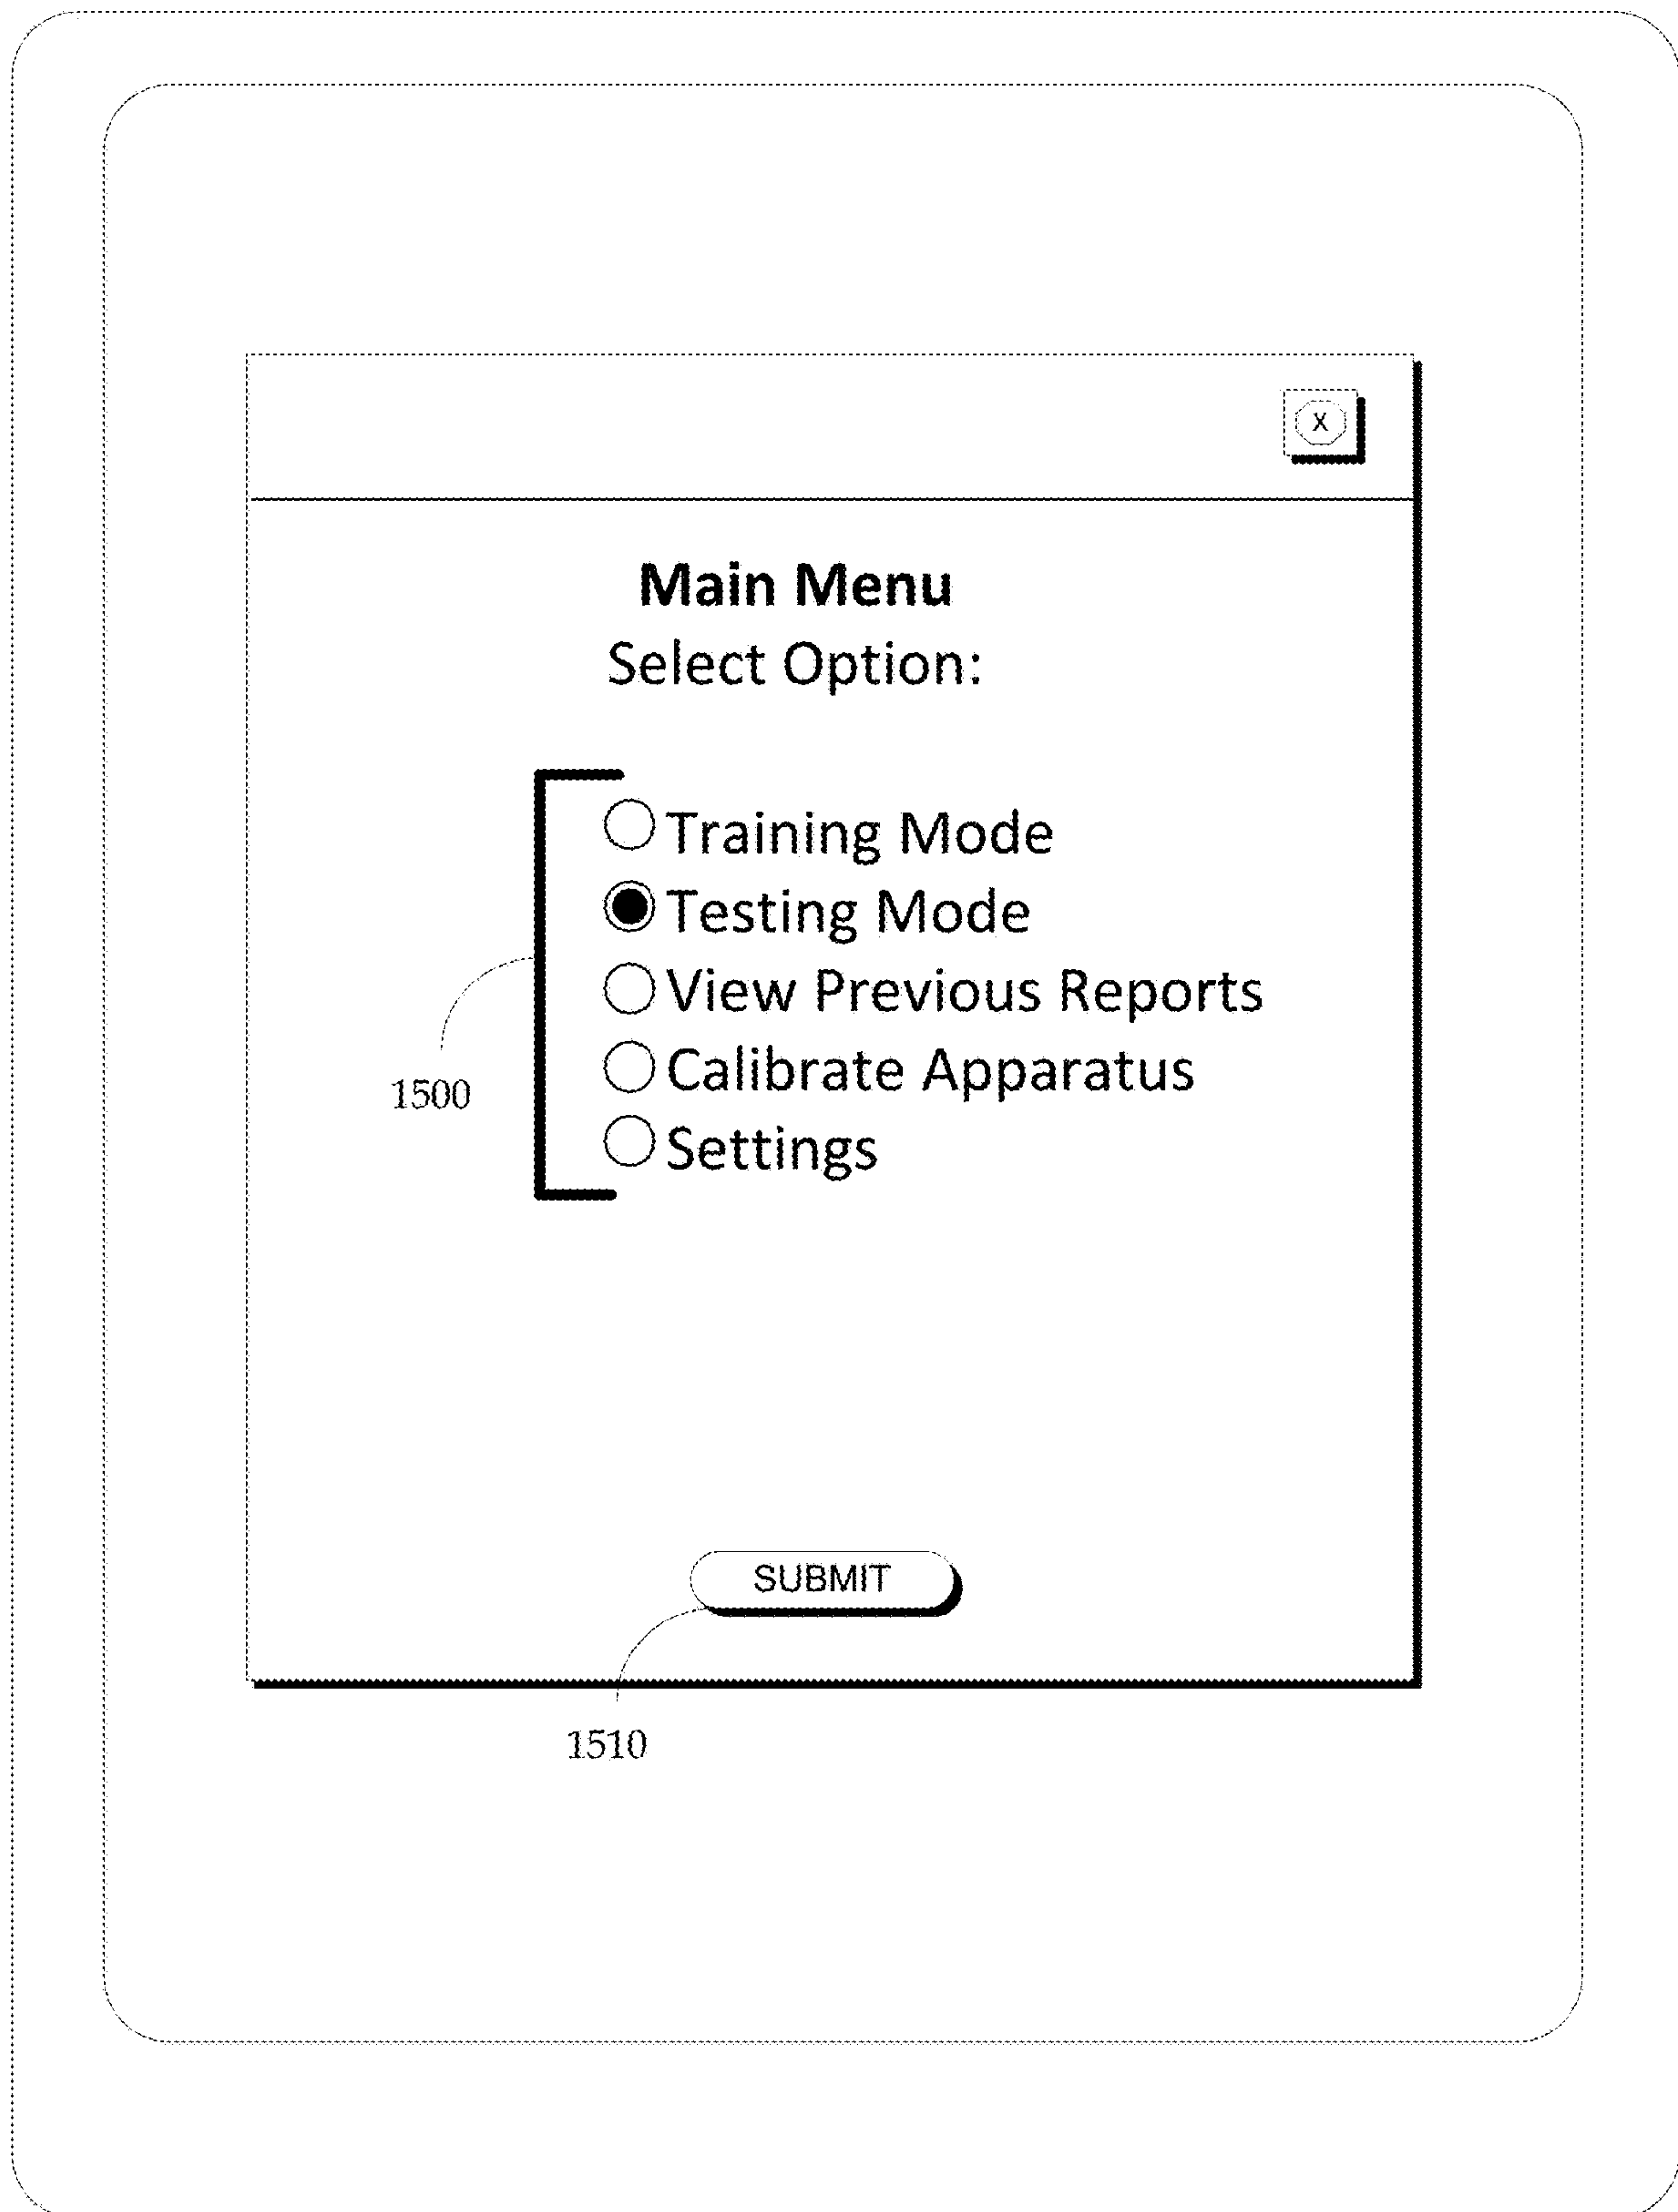 X
Main Menu
Select Option:
Training Mode
Testing Mode
View Previous Reports
Calibrate Apparatus
Settings
1500
SUBMIT
1510